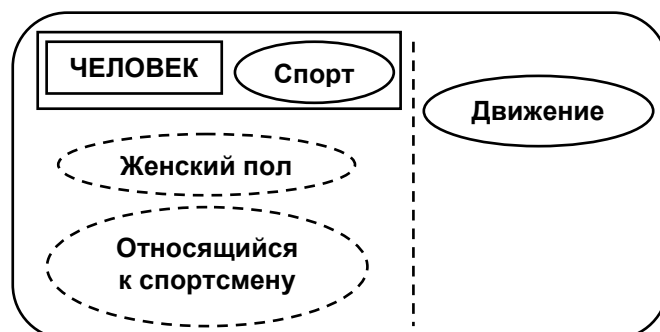 ЧЕЛОВЕК
Спорт
Движение
Женский пол
Относящийся
к спортсмену